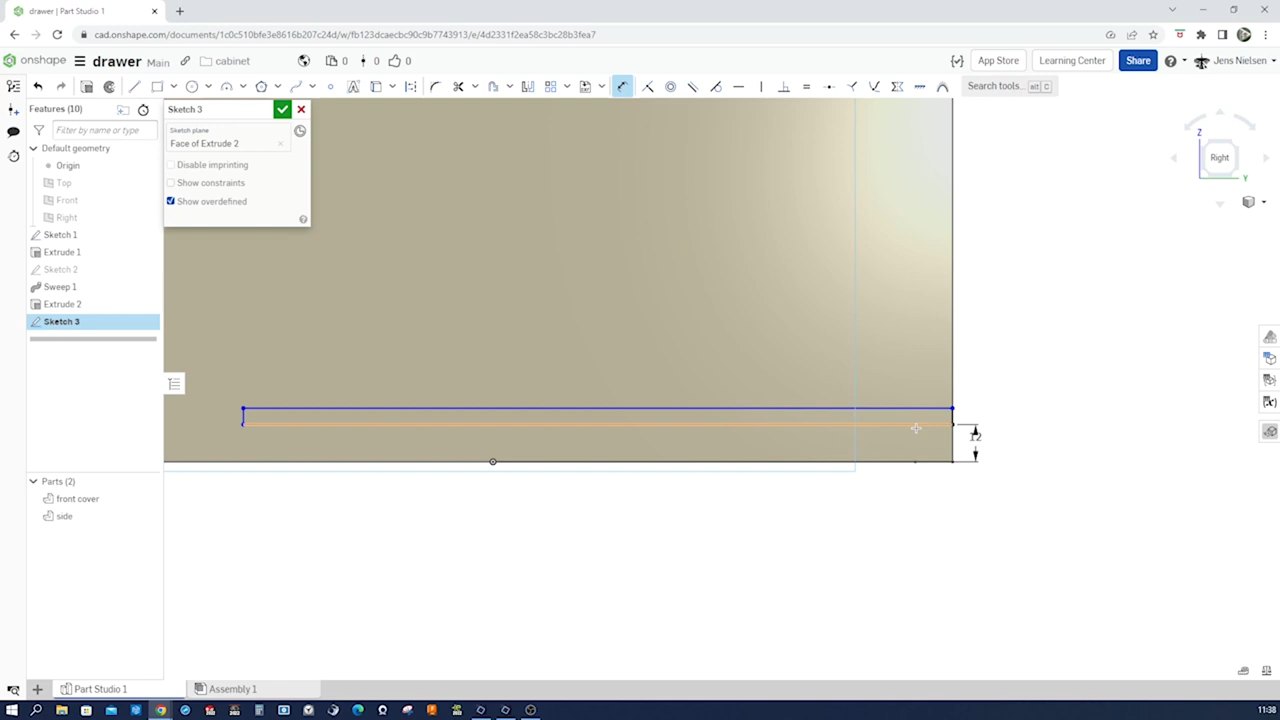 drawer | Part Studio 1
cad.onshape.com/documents/1c0c510bfe3e8616b207c24d/w/fb123dcaecbc90c9b7743913/e/4d2331f2ea58c3bc28b3fea7
onshape
drawer
Main
cabinet
0
0
0
App Store
Learning Center
Share
Jens Nielsen
Search tools...
alt
C
Features (10)
Filter by name or type
Default geometry
Origin
Top
Front
Right
Sketch 1
Extrude 1
Sketch 2
Sweep 1
Extrude 2
Sketch 3
Sketch 3
Sketch plane
Face of Extrude 2
Disable imprinting
Show constraints
Show overdefined
Z
Right
Y
12
Parts (2)
front cover
side
Part Studio 1
Assembly 1
11:38